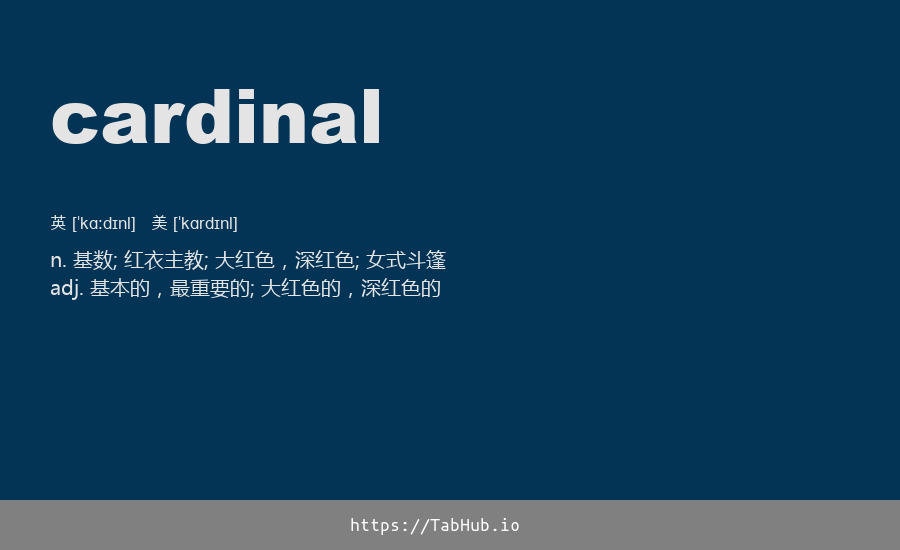 cardinal
英 [ˈkɑːdɪnl] 美 [ˈkɑrdɪnl]
n. 基数; 红衣主教; 大红色，深红色; 女式斗篷
adj. 基本的，最重要的; 大红色的，深红色的
https://TabHub.io